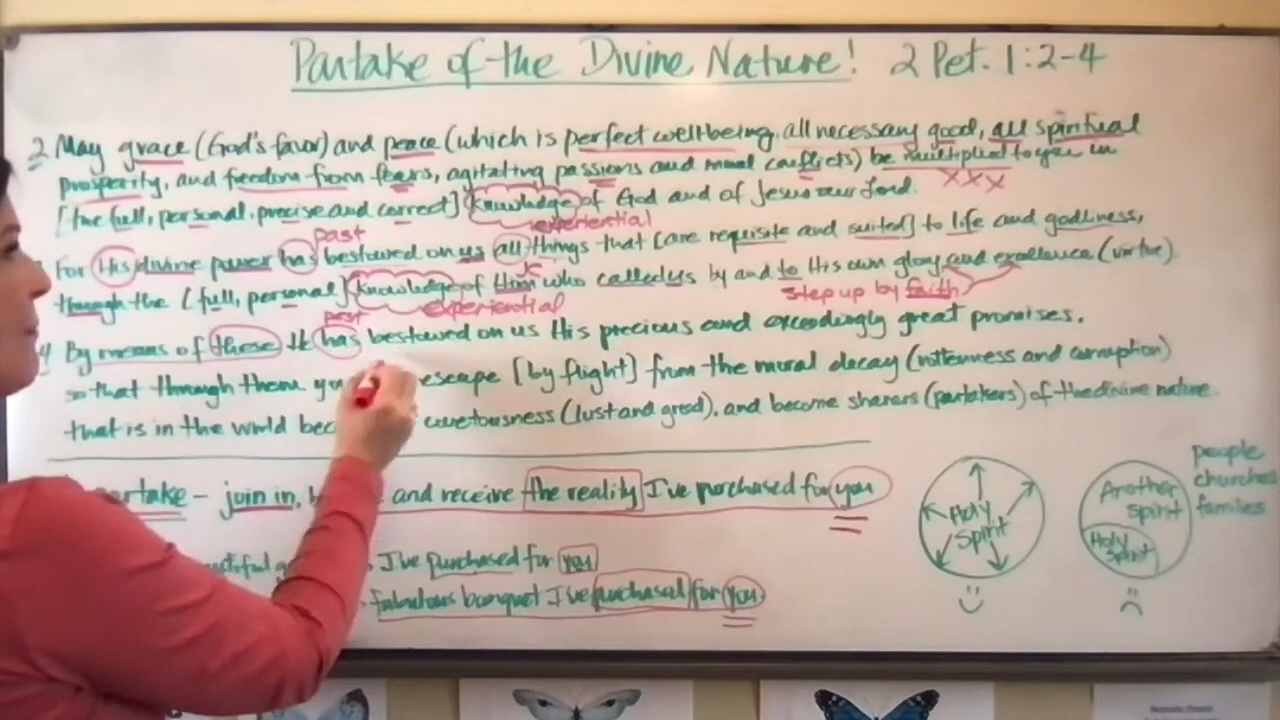 Partake of the Divine Nature! 2 Pet. 1:2-4
2 May grace (God's favor) and peace (which is perfect wellbeing, all necessary good, all spiritual
prosperity, and freedom from fears, agitating passions and moral conflicts) be multiplied to you in
XXX
[the full, personal, precise and correct] knowledge of God and of Jesus our Lord.
experiential
past
For His divine power has bestowed on us all things that [are requisite and suited] to life and godliness,
through the [full, personal] knowledge of Him who called us by and to His own glory and excellence (virtue).
past experiential step up by faith
4 By means of these He has bestowed on us His precious and exceedingly great promises,
so that through them you escape [by flight] from the moral decay (rottenness and corruption)
that is in the world bec covetousness (lust and greed), and become sharers (partakers) of the divine nature.
partake - join in, and receive the reality I've purchased for you
I've purchased for you
fabulous banquet I've purchased for you
Holy
Spirit
Another
spirit
Holy
Spirit
people
churches
families